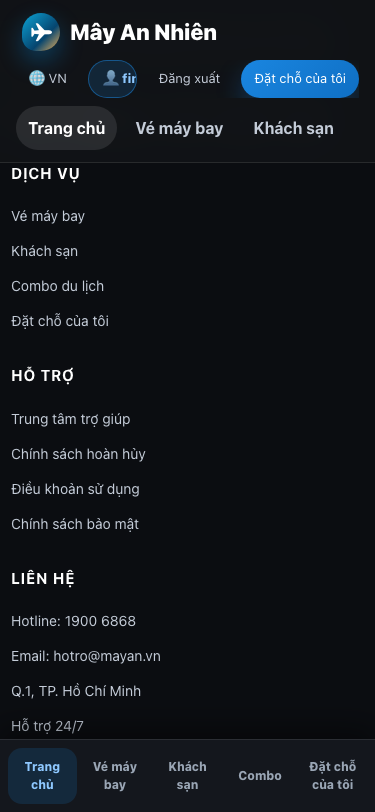 Mây An Nhiên
VN
fir
Đăng xuất
Đặt chỗ của tôi
Trang chủ
Vé máy bay
Khách sạn
DỊCH VỤ
Vé máy bay
Khách sạn
Combo du lịch
Đặt chỗ của tôi
HỖ TRỢ
Trung tâm trợ giúp
Chính sách hoàn hủy
Điều khoản sử dụng
Chính sách bảo mật
LIÊN HỆ
Hotline: 1900 6868
Email: hotro@mayan.vn
Q.1, TP. Hồ Chí Minh
Hỗ trợ 24/7
Trang
chủ
Vé máy
bay
Khách
sạn
Combo
Đặt chỗ
của tôi